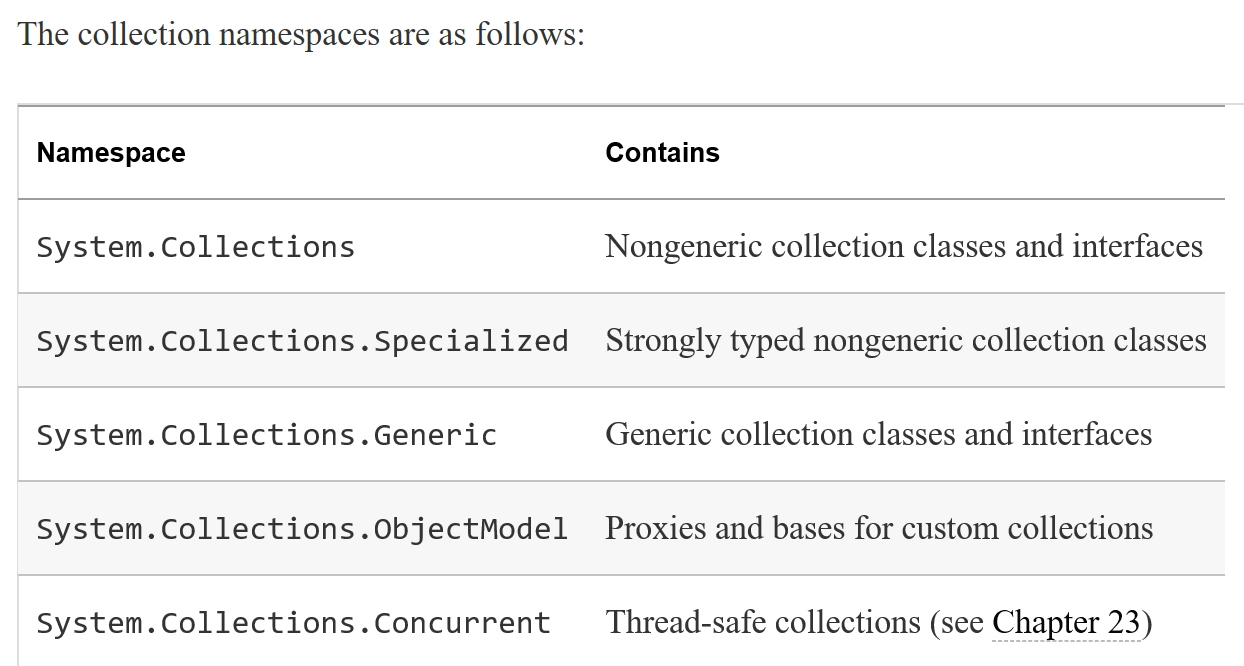 The collection namespaces are as follows:
Namespace Contains
System.Collections Nongeneric collection classes and interfaces
System.Collections.Specialized Strongly typed nongeneric collection classes
System.Collections.Generic Generic collection classes and interfaces
System.Collections.ObjectModel Proxies and bases for custom collections
System.Collections.Concurrent Thread-safe collections (see Chapter 23)